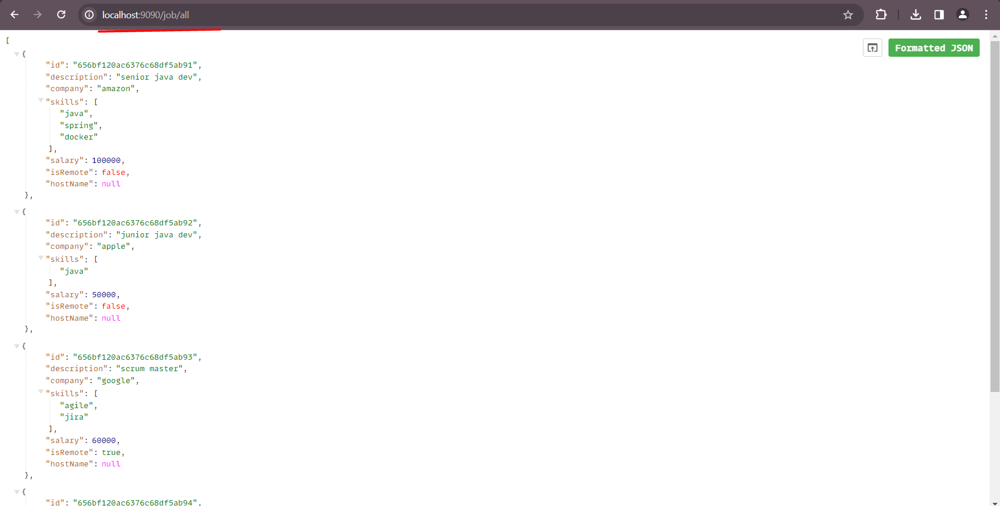 localhost:9090/job/all
Formatted JSON
[
{
"id": "656bf120ac6376c68df5ab91",
"description": "senior java dev",
"company": "amazon",
"skills": [
"java",
"spring",
"docker"
],
"salary": 100000,
"isRemote": false,
"hostName": null
},
{
"id": "656bf120ac6376c68df5ab92",
"description": "junior java dev",
"company": "apple",
"skills": [
"java"
],
"salary": 50000,
"isRemote": false,
"hostName": null
},
{
"id": "656bf120ac6376c68df5ab93",
"description": "scrum master",
"company": "google",
"skills": [
"agile",
"jira"
],
"salary": 60000,
"isRemote": true,
"hostName": null
},
{
"id": "656bf120ac6376c68df5ab94",